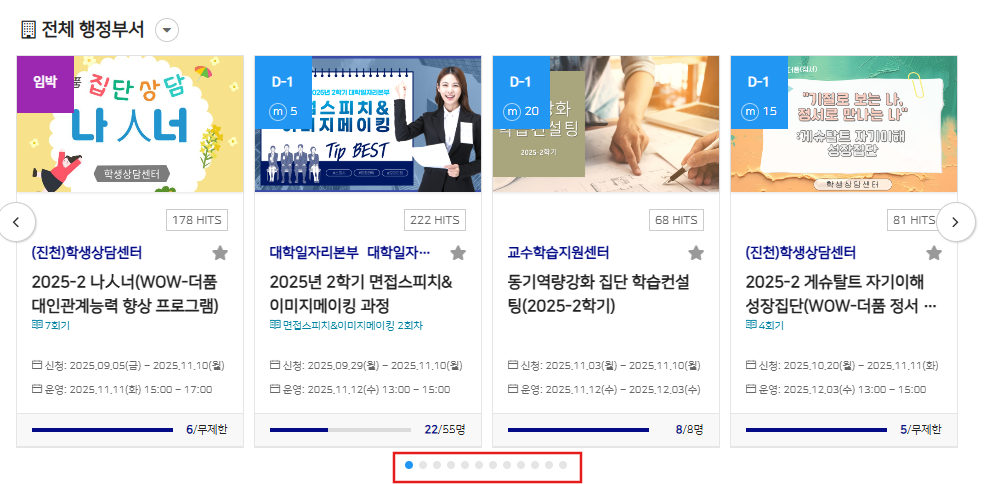 전체 행정부서
임박
품
집단상담
나人너
학생상담센터
178 HITS
(진천)학생상담센터
2025-2 나人너(WOW-더품
대인관계능력 향상 프로그램)
7회기
신청: 2025.09.05(금) - 2025.11.10(월)
운영: 2025.11.11(화) 15:00 - 17:00
6/무제한
D-1
m 5
2025년 2학기 대학일자리본부
면접스피치&
이미지메이킹
Tip BEST
222 HITS
대학일자리본부 대학일자…
2025년 2학기 면접스피치&
이미지메이킹 과정
면접스피치&이미지메이킹 2회차
신청: 2025.09.29(월) - 2025.11.10(월)
운영: 2025.11.12(수) 13:00 - 15:00
22/55명
D-1
m 20
강화
학습컨설팅
2025-2학기
68 HITS
교수학습지원센터
동기역량강화 집단 학습컨설
팅(2025-2학기)
신청: 2025.11.03(월) - 2025.11.10(월)
운영: 2025.11.12(수) - 2025.12.03(수)
8/8명
D-1
m 15
더품(정서)
"기질로 보는 나,
정서로 만나는 나"
:게슈탈트 자기이해
성장집단
학생상담센터
81 HITS
(진천)학생상담센터
2025-2 게슈탈트 자기이해
성장집단(WOW-더품 정서 …
4회기
신청: 2025.10.20(월) - 2025.11.11(화)
운영: 2025.12.03(수) 13:00 - 15:00
5/무제한